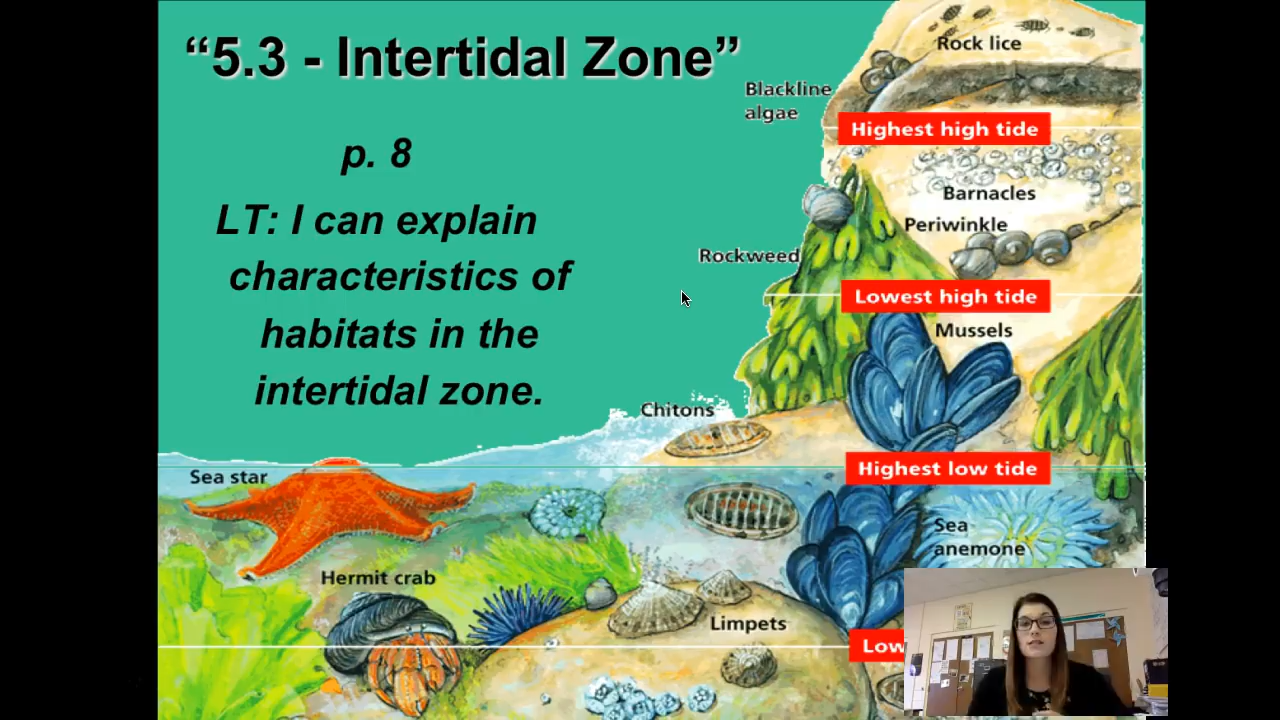 “5.3 - Intertidal Zone”
p. 8
LT: I can explain
characteristics of
habitats in the
intertidal zone.
Rock lice
Blackline
algae
Highest high tide
Barnacles
Periwinkle
Rockweed
Lowest high tide
Mussels
Chitons
Highest low tide
Sea star
Sea
anemone
Hermit crab
Limpets
Low